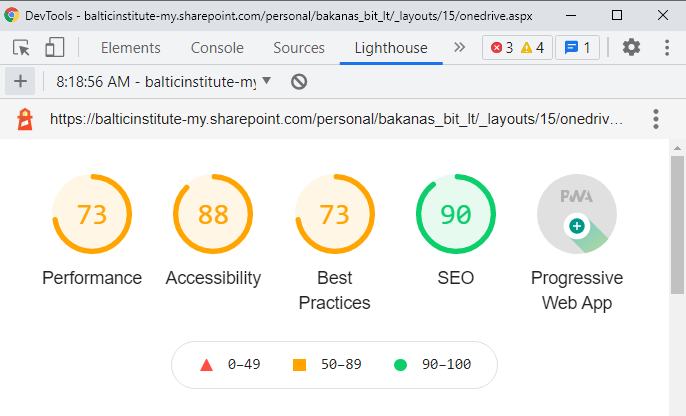 DevTools - balticinstitute-my.sharepoint.com/personal/bakanas_bit_lt/_layouts/15/onedrive.aspx
Elements Console Sources Lighthouse » 3 4 1
+ 8:18:56 AM - balticinstitute-my
https://balticinstitute-my.sharepoint.com/personal/bakanas_bit_lt/_layouts/15/onedriv…
73 88 73 90 PWA
Performance Accessibility Best Practices SEO Progressive Web App
0–49 50–89 90–100